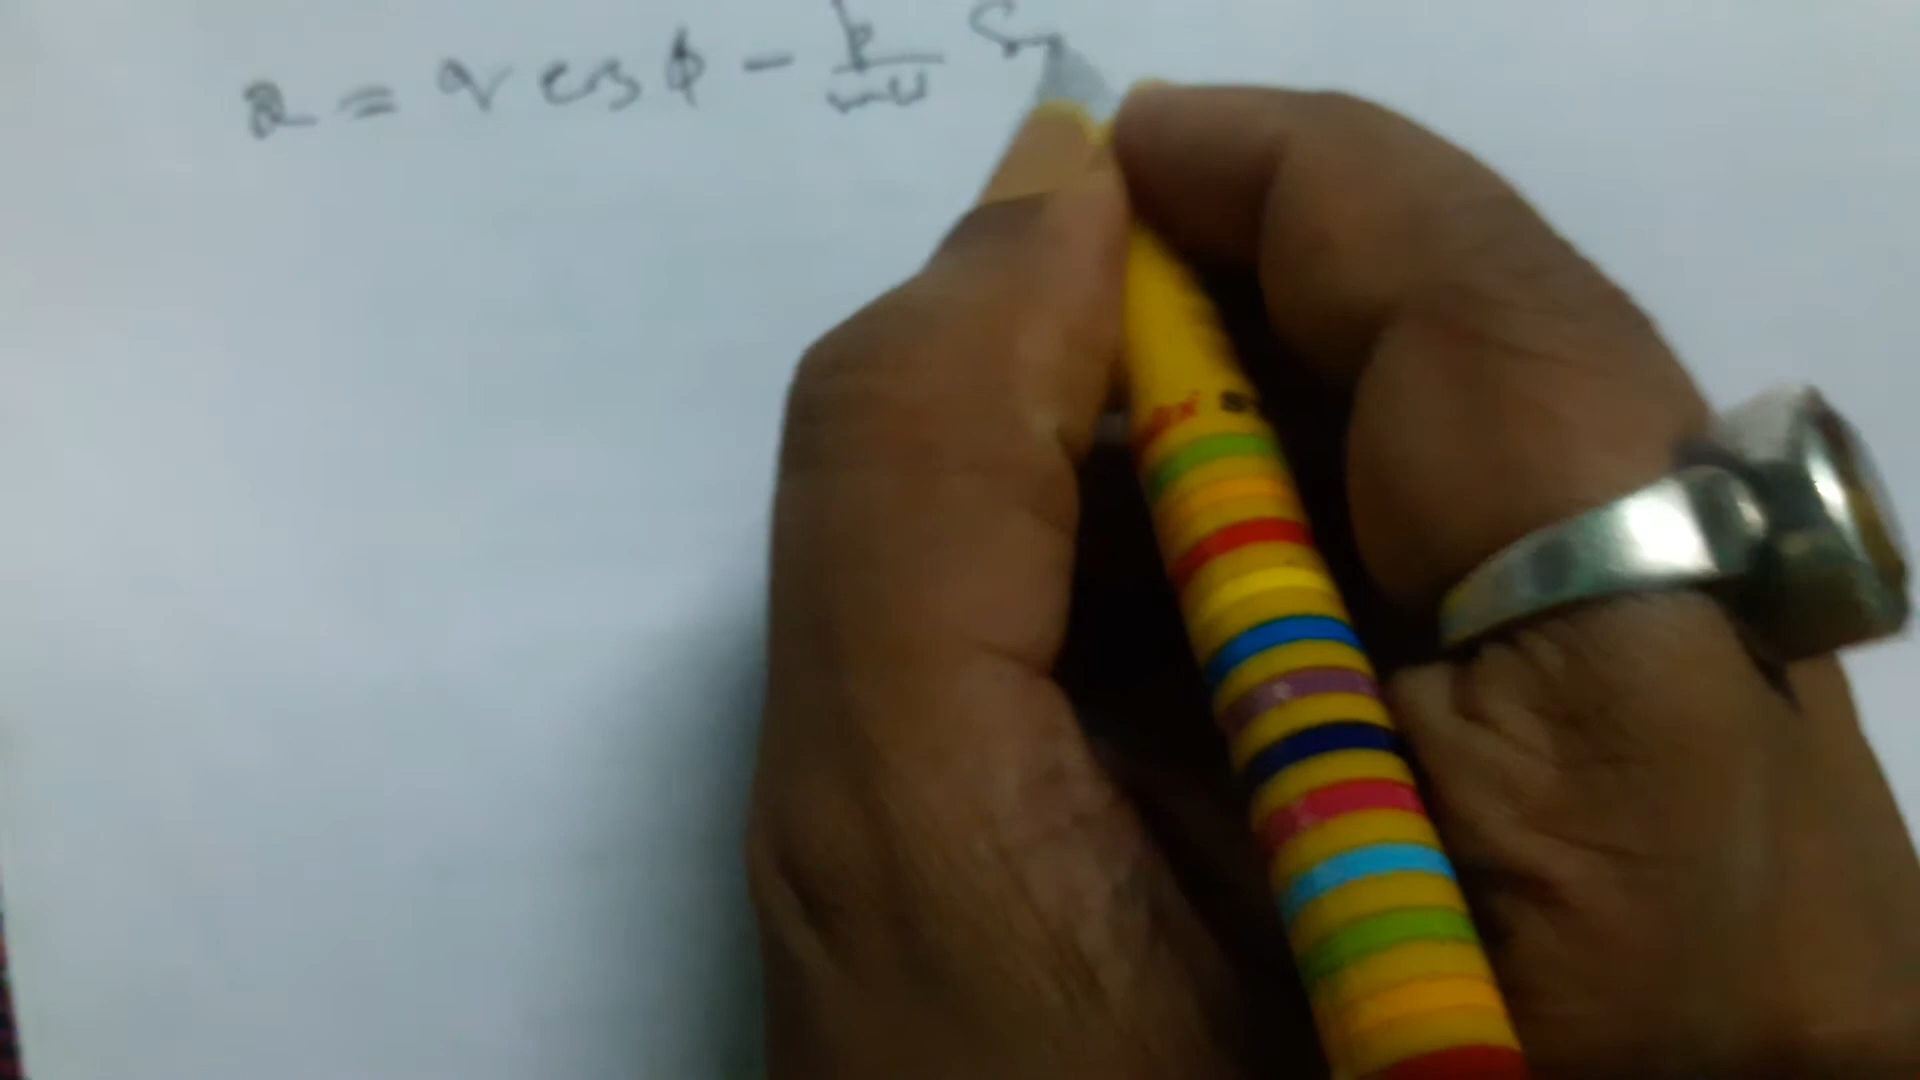 a = q cos φ - p/mω S